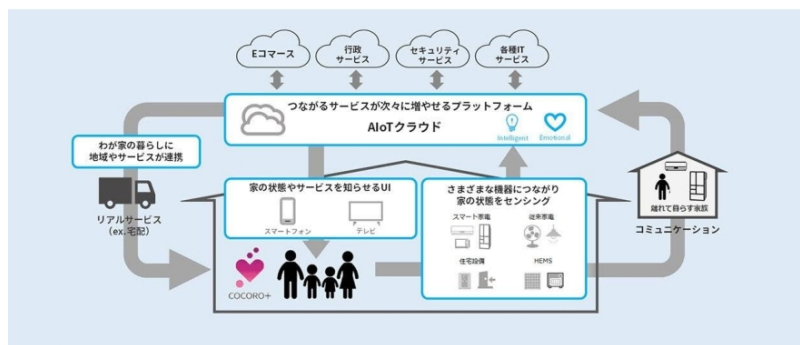 Eコマース
行政
サービス
セキュリティ
サービス
各種IT
サービス
つながるサービスが次々に増やせるプラットフォーム
AIoTクラウド
Intelligent
Emotional
わが家の暮らしに
地域やサービスが連携
リアルサービス
(ex.宅配)
家の状態やサービスを知らせるUI
スマートフォン
テレビ
さまざまな機器につながり
家の状態をセンシング
スマート家電
従来家電
住宅設備
HEMS
COCORO+
離れて暮らす家族
コミュニケーション